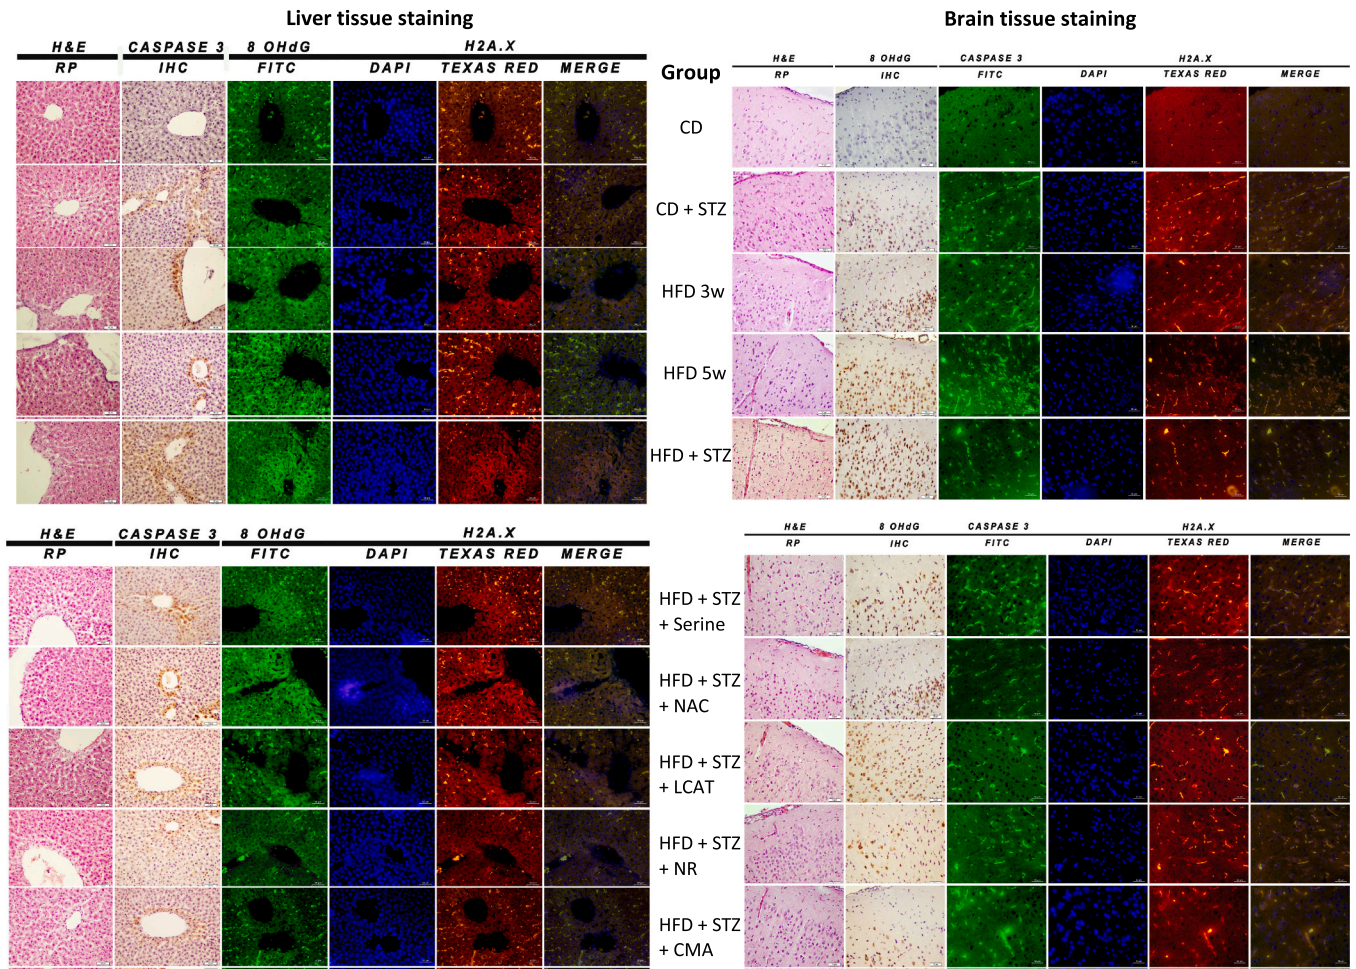 Liver tissue staining
Brain tissue staining
H&E CASPASE 3 8 OHdG H2A.X
RP IHC FITC DAPI TEXAS RED MERGE
Group
H&E 8 OHdG CASPASE 3 H2A.X
RP IHC FITC DAPI TEXAS RED MERGE
CD
CD + STZ
HFD 3w
HFD 5w
HFD + STZ
H&E CASPASE 3 8 OHdG H2A.X
RP IHC FITC DAPI TEXAS RED MERGE
H&E 8 OHdG CASPASE 3 H2A.X
RP IHC FITC DAPI TEXAS RED MERGE
HFD + STZ
+ Serine
HFD + STZ
+ NAC
HFD + STZ
+ LCAT
HFD + STZ
+ NR
HFD + STZ
+ CMA